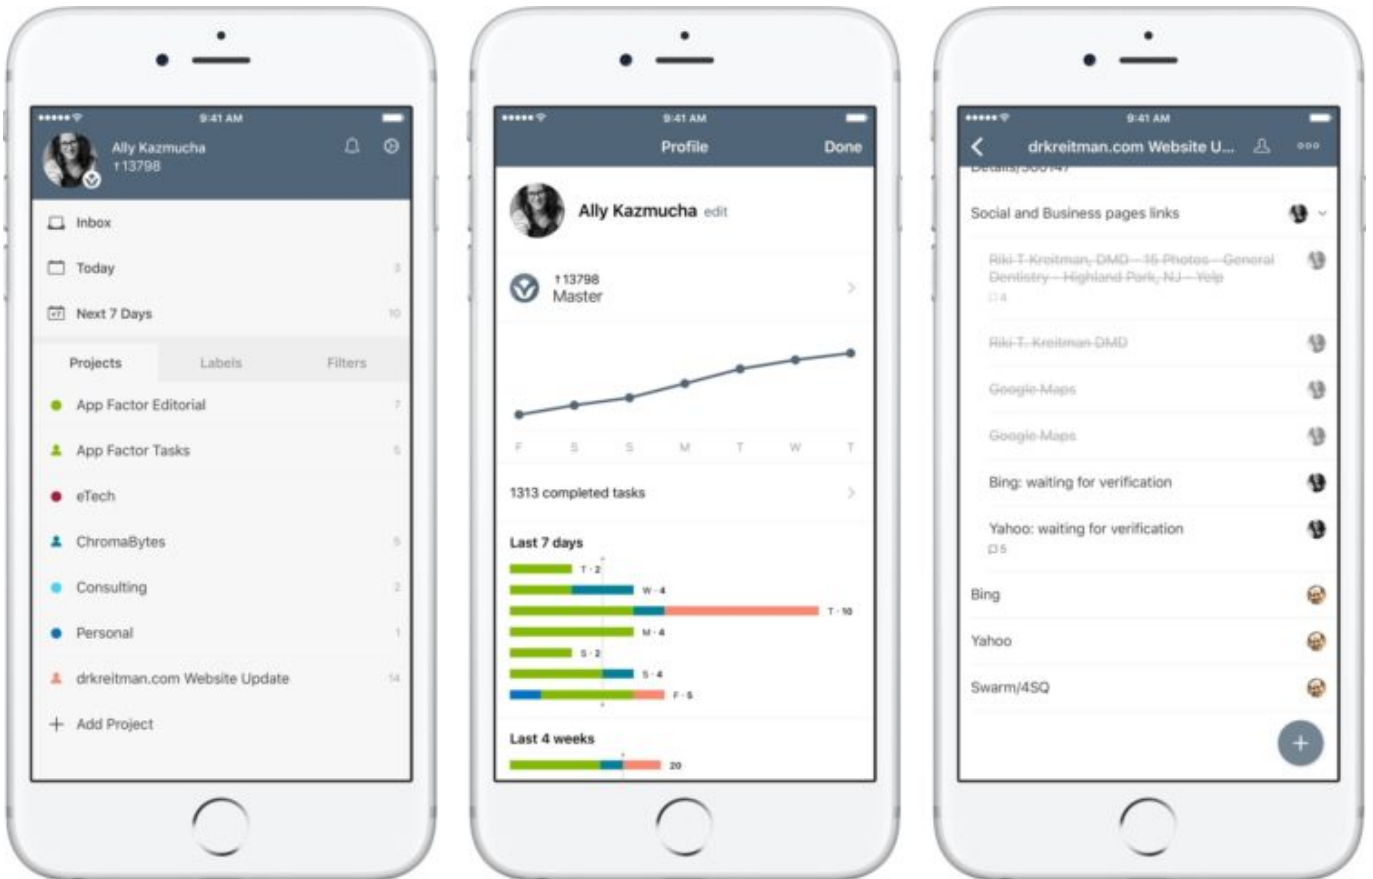 9:41 AM
Ally Kazmucha
↑13798
Inbox
Today 3
+7 Next 7 Days 10
Projects Labels Filters
App Factor Editorial 7
App Factor Tasks 5
eTech
ChromaBytes 5
Consulting 2
Personal 1
drkreitman.com Website Update 14
+ Add Project
9:41 AM
Profile Done
Ally Kazmucha edit
↑13798
Master
F S S M T W T
1313 completed tasks
Last 7 days
T · 2
W · 4
T · 10
M · 4
S · 2
S · 4
F · 5
Last 4 weeks
20
9:41 AM
drkreitman.com Website U...
Details/300147
Social and Business pages links
Riki T Kreitman, DMD - 15 Photos - General
Dentistry - Highland Park, NJ - Yelp
4
Riki T. Kreitman DMD
Google Maps
Google Maps
Bing: waiting for verification
Yahoo: waiting for verification
5
Bing
Yahoo
Swarm/4SQ
+